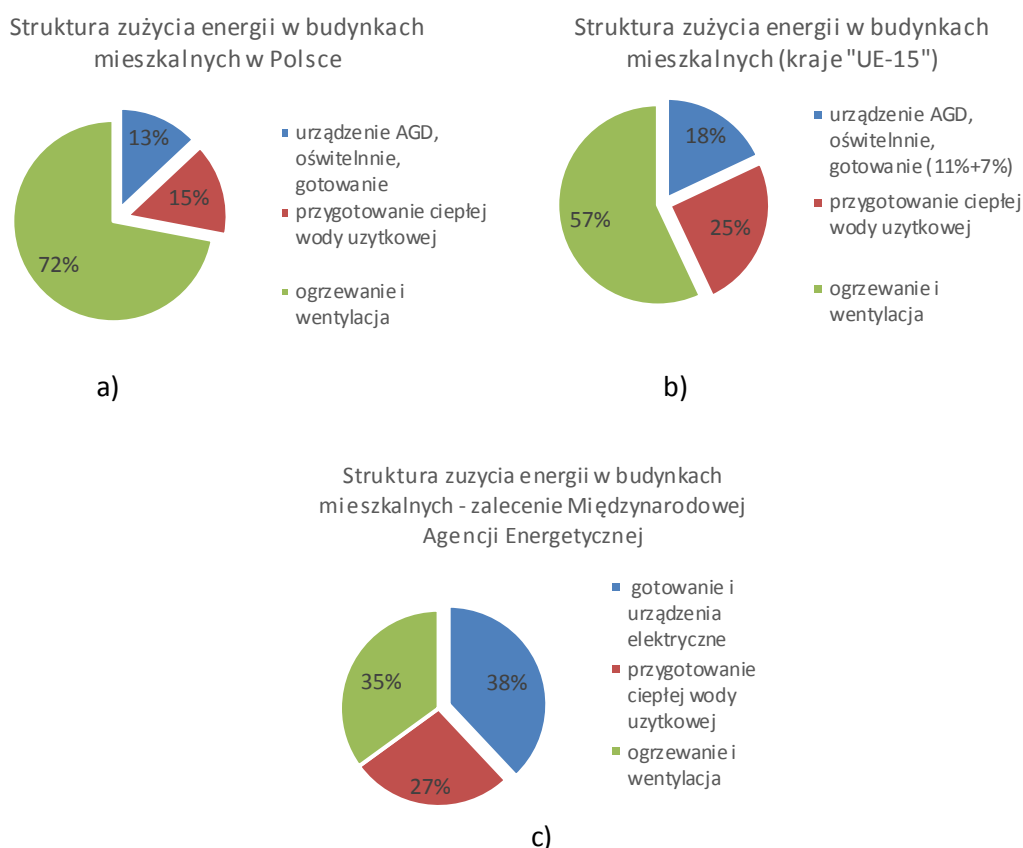 Struktura zużycia energii w budynkach
mieszkalnych w Polsce
13%
15%
72%
urządzenie AGD,
oświtelnnie,
gotowanie
przygotowanie ciepłej
wody uzytkowej
ogrzewanie i
wentylacja
a)
Struktura zużycia energii w budynkach
mieszkalnych (kraje "UE-15")
18%
25%
57%
urządzenie AGD,
oświtelnnie,
gotowanie (11%+7%)
przygotowanie ciepłej
wody uzytkowej
ogrzewanie i
wentylacja
b)
Struktura zuzycia energii w budynkach
mieszkalnych - zalecenie Międzynarodowej
Agencji Energetycznej
38%
27%
35%
gotowanie i
urządzenia
elektryczne
przygotowanie
ciepłej wody
uzytkowej
ogrzewanie i
wentylacja
c)